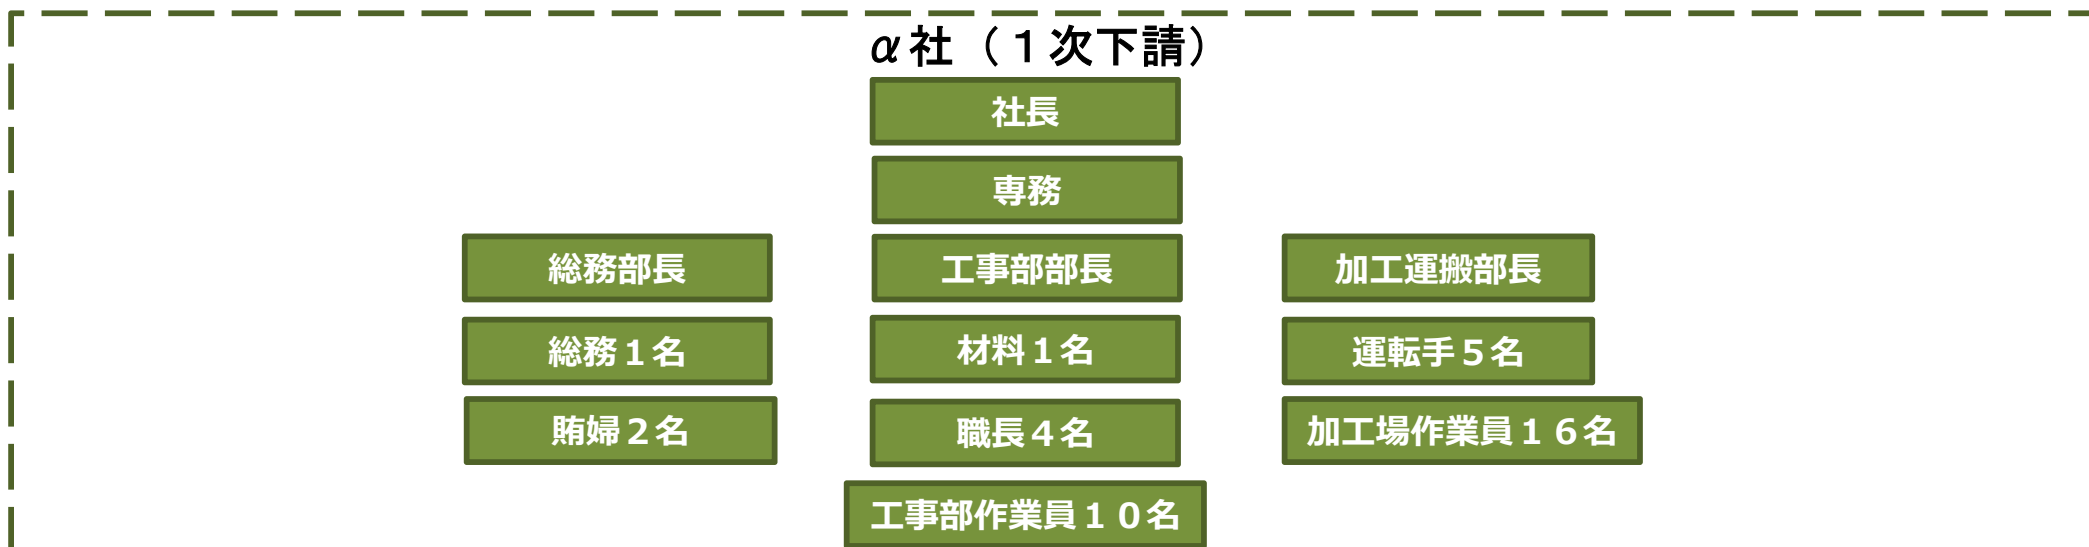 α社（１次下請）
社長
専務
総務部長
工事部部長
加工運搬部長
総務１名
材料１名
運転手５名
賄婦２名
職長４名
加工場作業員１６名
工事部作業員１０名